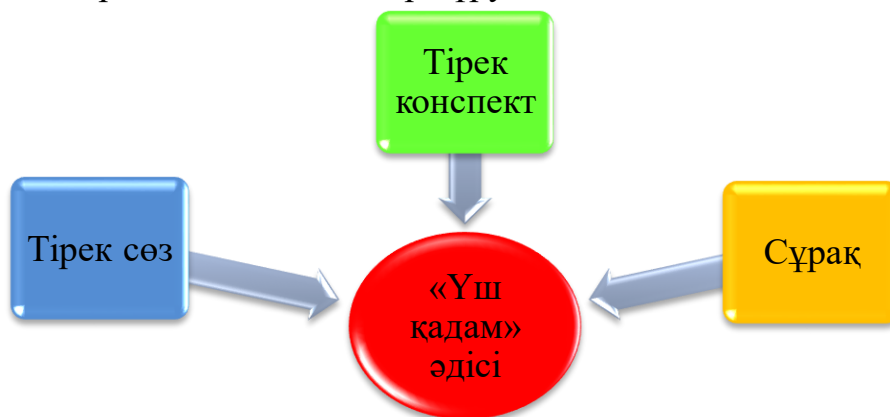 Тірек
конспект
Тірек сөз
Сұрақ
«Үш
қадам»
әдісі